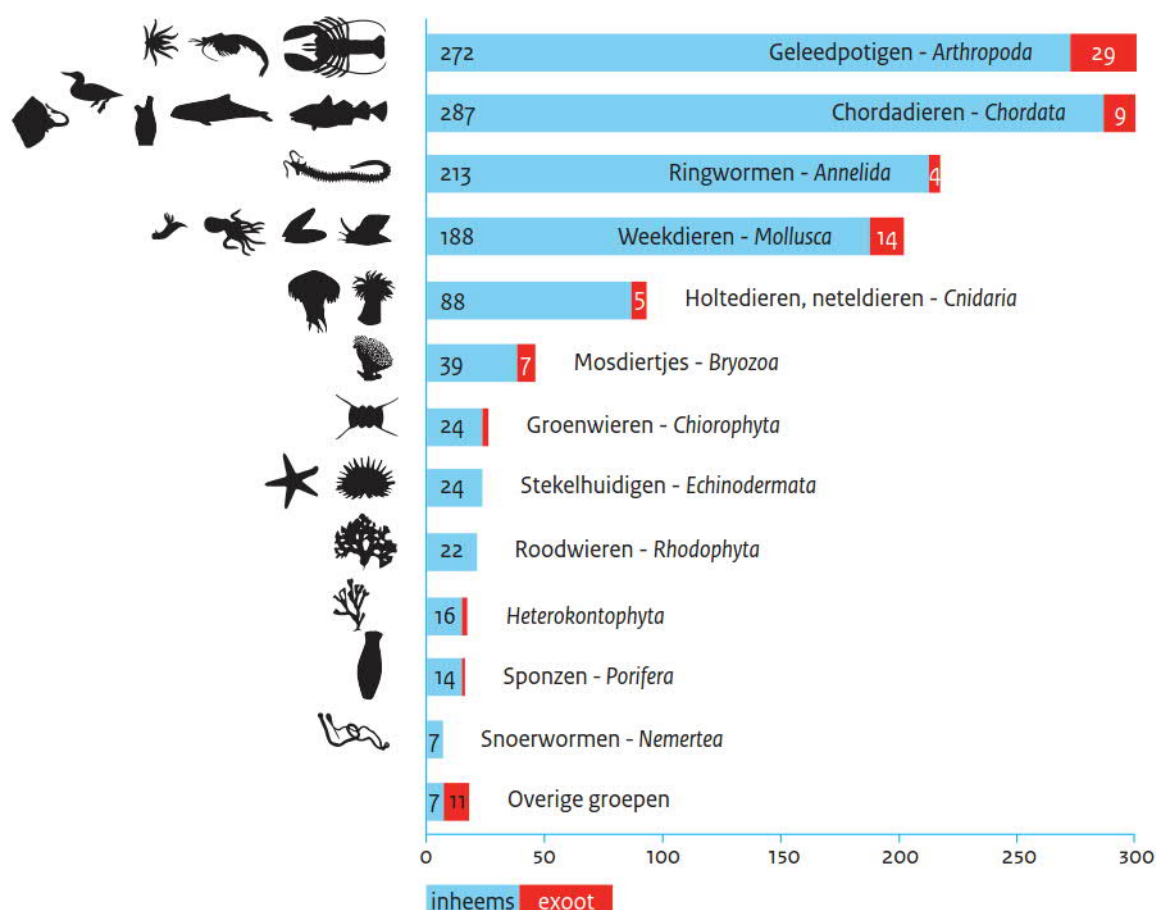 272 Geleedpotigen - Arthropoda 29
287 Chordadieren - Chordata 9
213 Ringwormen - Annelida 4
188 Weekdieren - Mollusca 14
88 5 Holtedieren, neteldieren - Cnidaria
39 7 Mosdiertjes - Bryozoa
24 Groenwieren - Chiorophyta
24 Stekelhuidigen - Echinodermata
22 Roodwieren - Rhodophyta
16 Heterokontophyta
14 Sponzen - Porifera
7 Snoerwormen - Nemertea
7 11 Overige groepen
0 50 100 150 200 250 300
inheems exoot